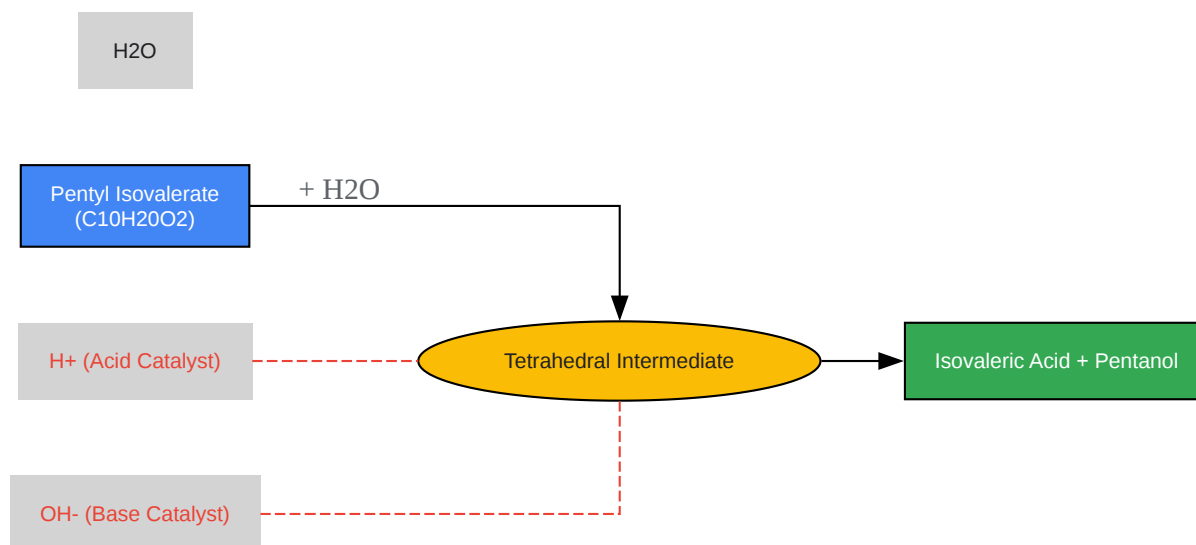 H2O
Pentyl Isovalerate
(C10H20O2)
+ H2O
H+ (Acid Catalyst)
Tetrahedral Intermediate
Isovaleric Acid + Pentanol
OH- (Base Catalyst)